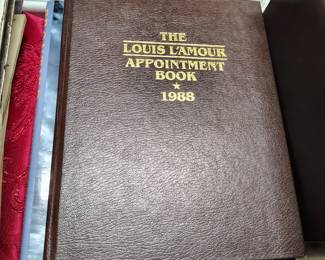 THE
LOUIS L'AMOUR
APPOINTMENT
BOOK
★
1988